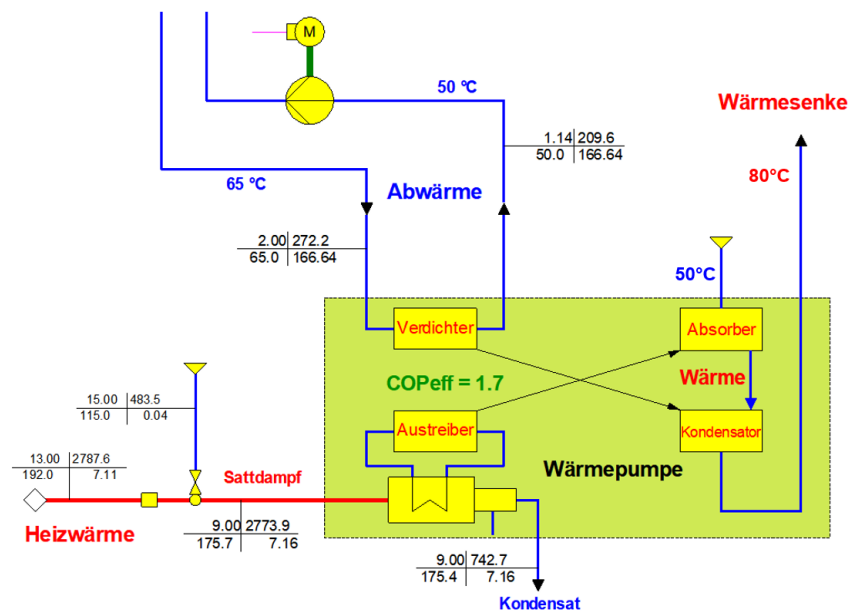 M
50 °C
Wärmesenke
1.14 209.6
50.0 166.64
80°C
65 °C
Abwärme
2.00 272.2
65.0 166.64
50°C
Verdichter
Absorber
COPeff = 1.7
Wärme
15.00 483.5
115.0 0.04
Austreiber
Kondensator
13.00 2787.6
192.0 7.11
Sattdampf
Wärmepumpe
Heizwärme
9.00 2773.9
175.7 7.16
9.00 742.7
175.4 7.16
Kondensat